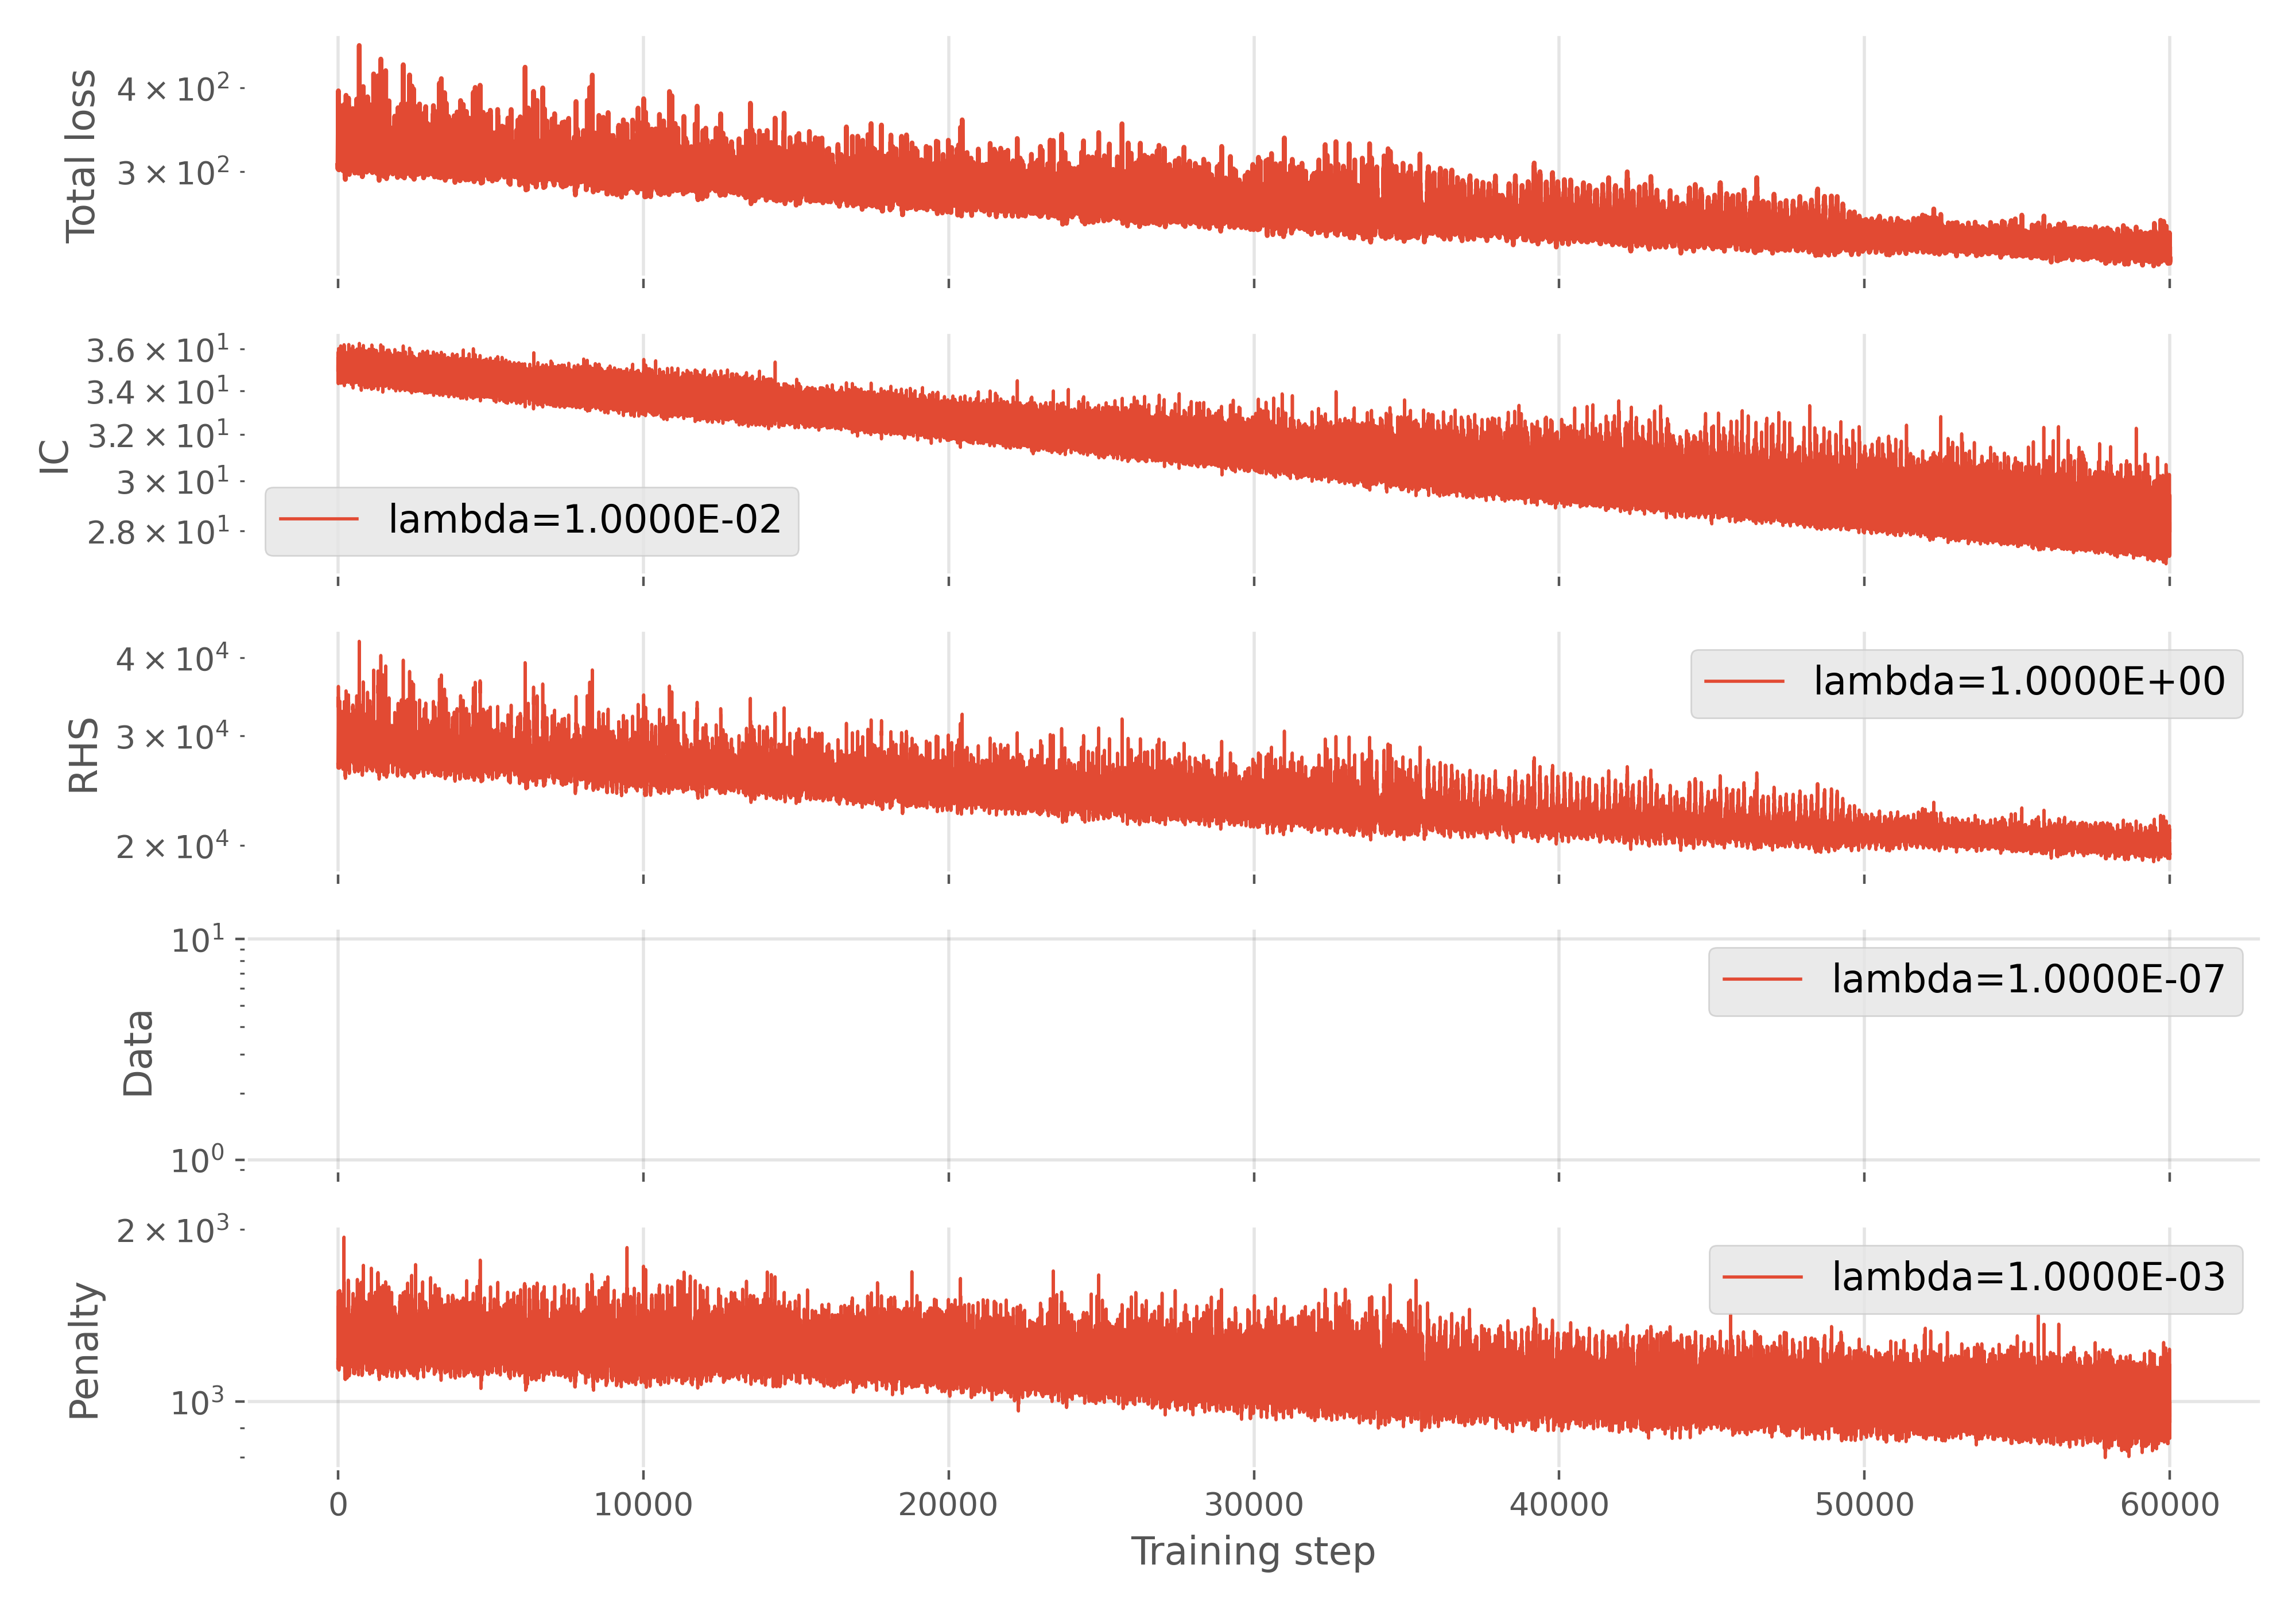 Total loss
4 × 10²
3 × 10²
IC
3.6 × 10¹
3.4 × 10¹
3.2 × 10¹
3 × 10¹
2.8 × 10¹
lambda=1.0000E-02
RHS
4 × 10⁴
3 × 10⁴
2 × 10⁴
lambda=1.0000E+00
Data
10¹
10⁰
lambda=1.0000E-07
Penalty
2 × 10³
10³
lambda=1.0000E-03
0 10000 20000 30000 40000 50000 60000
Training step